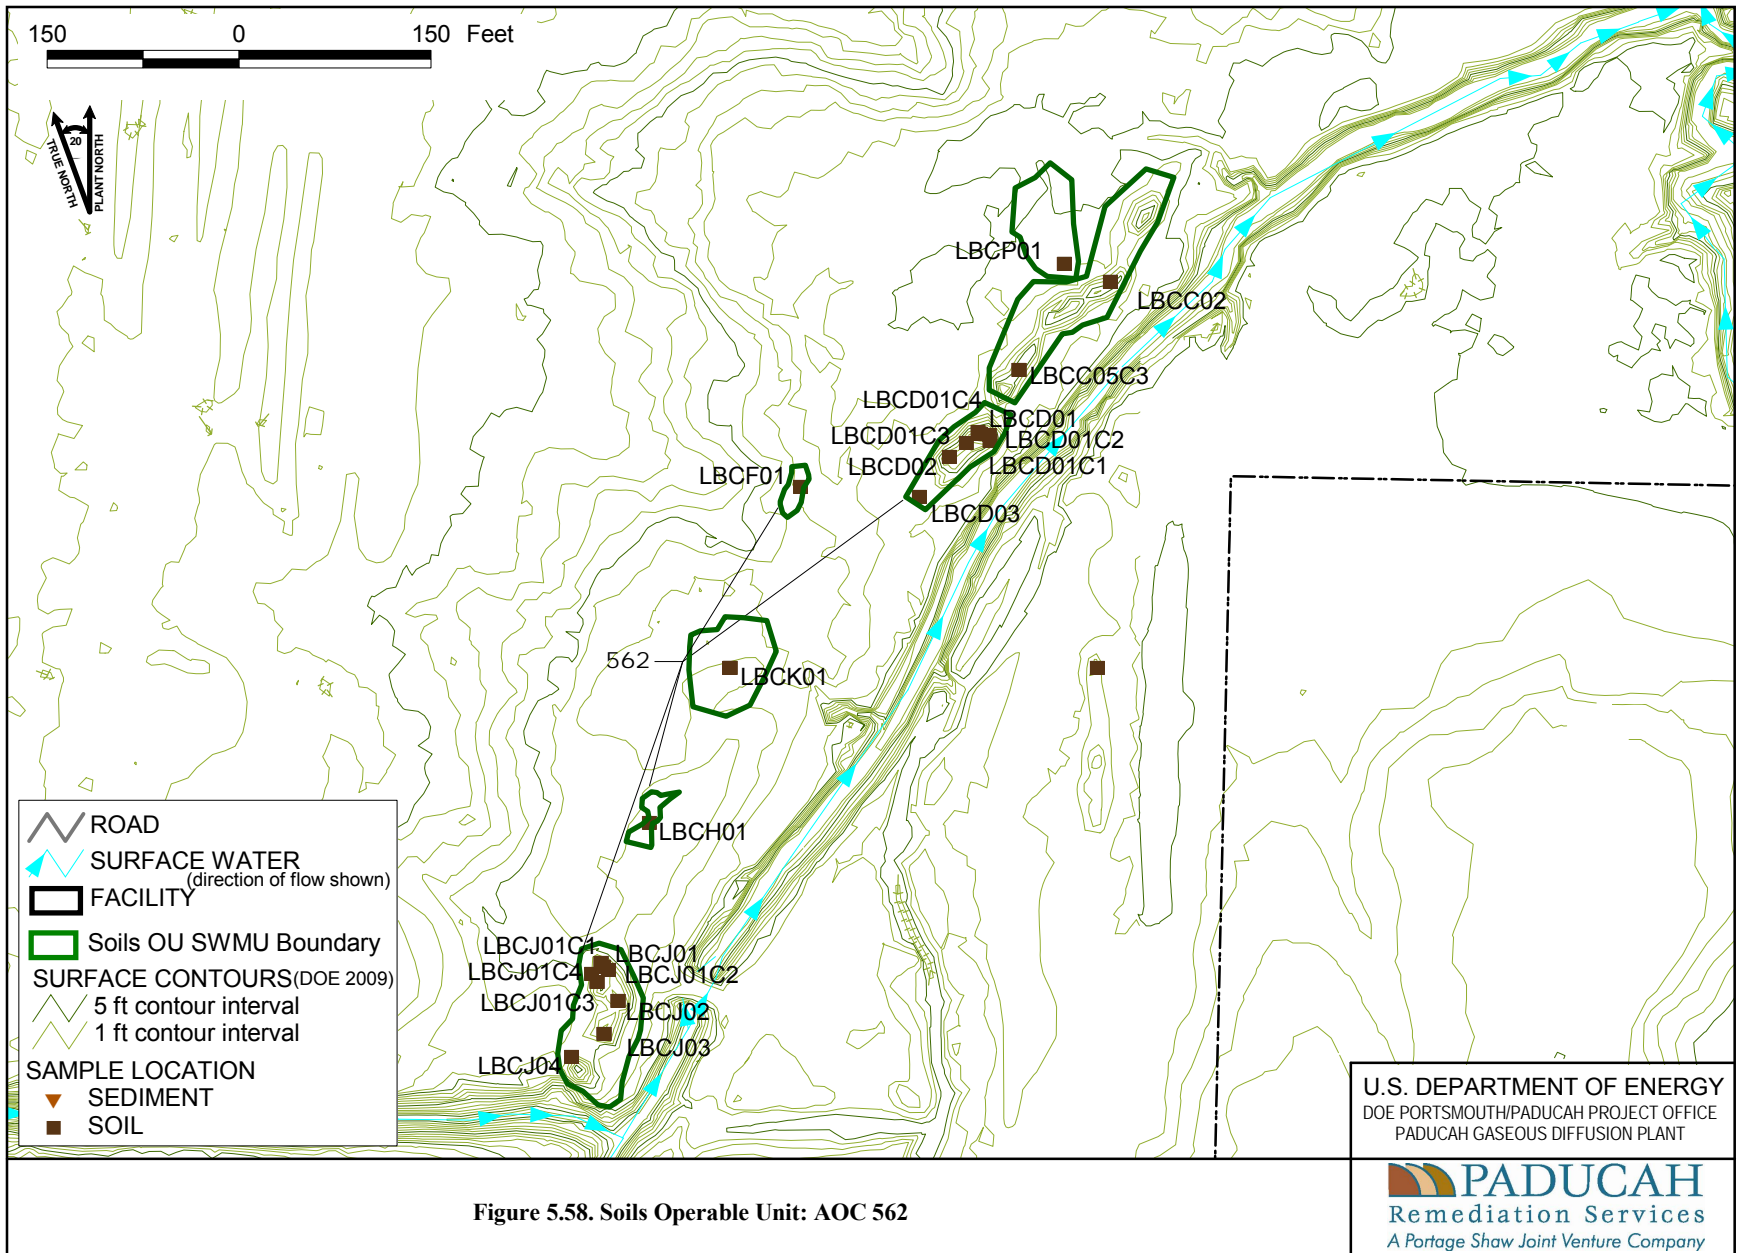 150 0 150 Feet
20
TRUE NORTH
PLANT NORTH
LBCP01
LBCC02
LBCC05C3
LBCD01C4
LBCD01
LBCD01C3
LBCD01C2
LBCD02
LBCD01C1
LBCF01
LBCD03
562
LBCK01
LBCH01
LBCJ01C1
LBCJ01
LBCJ01C4
LBCJ01C2
LBCJ01C3
LBCJ02
LBCJ03
LBCJ04
ROAD
SURFACE WATER
(direction of flow shown)
FACILITY
Soils OU SWMU Boundary
SURFACE CONTOURS (DOE 2009)
5 ft contour interval
1 ft contour interval
SAMPLE LOCATION
SEDIMENT
SOIL
U.S. DEPARTMENT OF ENERGY
DOE PORTSMOUTH/PADUCAH PROJECT OFFICE
PADUCAH GASEOUS DIFFUSION PLANT
PADUCAH
Remediation Services
A Portage Shaw Joint Venture Company
Figure 5.58. Soils Operable Unit: AOC 562